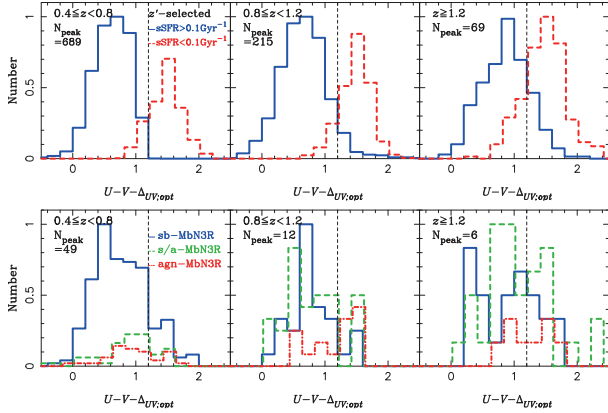 0.4≤z<0.8 z′-selected
N_peak =689
sSFR>0.1Gyr⁻¹
sSFR<0.1Gyr⁻¹
0.8≤z<1.2
N_peak =215
z≥1.2
N_peak =69
Number
1
0.5
0
U−V−Δ_UV;opt
U−V−Δ_UV;opt
U−V−Δ_UV;opt
0.4≤z<0.8
N_peak =49
sb−MbN3R
s/a−MbN3R
agn−MbN3R
0.8≤z<1.2
N_peak =12
z≥1.2
N_peak =6
Number
1
0.5
0
0 1 2
0 1 2
0 1 2
U−V−Δ_UV;opt
U−V−Δ_UV;opt
U−V−Δ_UV;opt